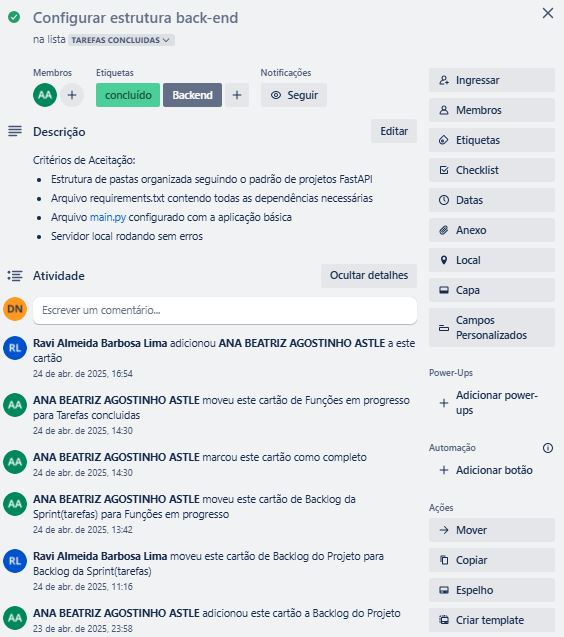 Configurar estrutura back-end
na lista TAREFAS CONCLUIDAS
Membros
Etiquetas
Notificações
AA
concluído
Backend
Seguir
Descrição
Editar
Critérios de Aceitação:
Estrutura de pastas organizada seguindo o padrão de projetos FastAPI
Arquivo requirements.txt contendo todas as dependências necessárias
Arquivo main.py configurado com a aplicação básica
Servidor local rodando sem erros
Atividade
Ocultar detalhes
DN
Escrever um comentário...
RL
Ravi Almeida Barbosa Lima adicionou ANA BEATRIZ AGOSTINHO ASTLE a este
cartão
24 de abr. de 2025, 16:54
AA
ANA BEATRIZ AGOSTINHO ASTLE moveu este cartão de Funções em progresso
para Tarefas concluidas
24 de abr. de 2025, 14:30
AA
ANA BEATRIZ AGOSTINHO ASTLE marcou este cartão como completo
24 de abr. de 2025, 14:30
AA
ANA BEATRIZ AGOSTINHO ASTLE moveu este cartão de Backlog da
Sprint(tarefas) para Funções em progresso
24 de abr. de 2025, 13:42
RL
Ravi Almeida Barbosa Lima moveu este cartão de Backlog do Projeto para
Backlog da Sprint(tarefas)
24 de abr. de 2025, 11:16
AA
ANA BEATRIZ AGOSTINHO ASTLE adicionou este cartão a Backlog do Projeto
23 de abr. de 2025, 23:58
Ingressar
Membros
Etiquetas
Checklist
Datas
Anexo
Local
Capa
Campos
Personalizados
Power-Ups
Adicionar power-
ups
Automação
Adicionar botão
Ações
Mover
Copiar
Espelho
Criar template